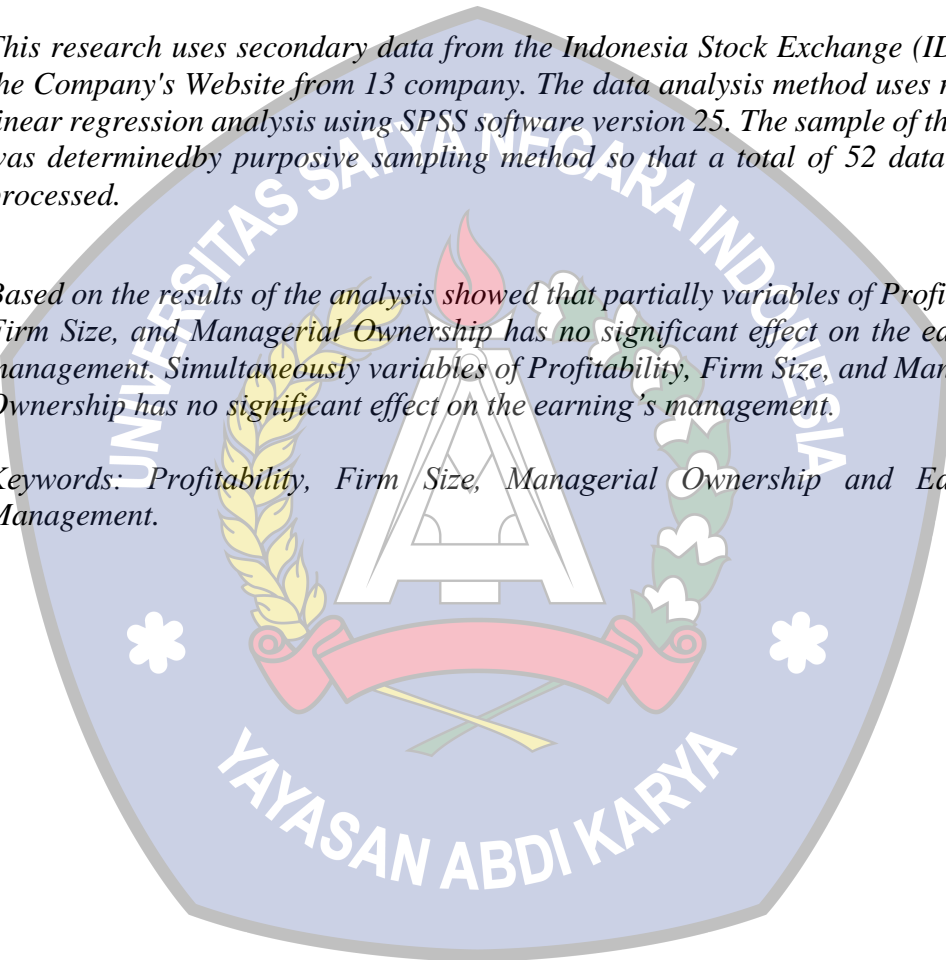 This research uses secondary data from the Indonesia Stock Exchange (ID
the Company's Website from 13 company. The data analysis method uses
linear regression analysis using SPSS software version 25. The sample of th
was determinedby purposive sampling method so that a total of 52 data
processed.
Based on the results of the analysis showed that partially variables of Profi
Firm Size, and Managerial Ownership has no significant effect on the ea
management. Simultaneously variables of Profitability, Firm Size, and Man
Ownership has no significant effect on the earning’s management.
Keywords: Profitability, Firm Size, Managerial Ownership and Ea
Management.
UNIVERSITAS SATYA NEGARA INDONESIA
YAYASAN ABDI KARYA